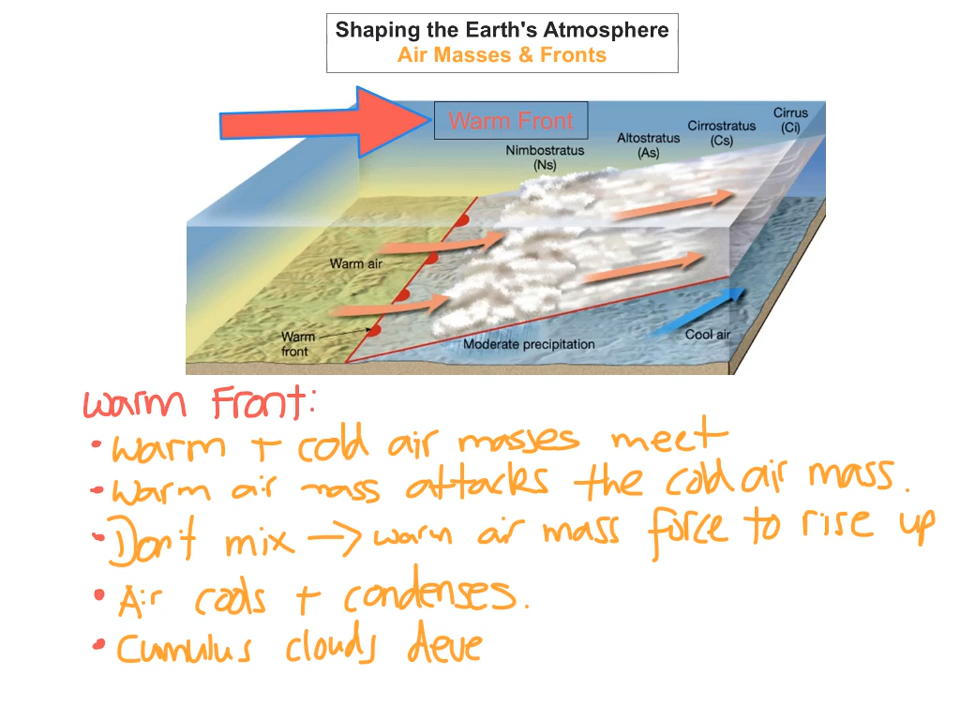 Shaping the Earth's Atmosphere
Air Masses & Fronts
Warm Front
Cirrus
(Ci)
Cirrostratus
(Cs)
Altostratus
(As)
Nimbostratus
(Ns)
Warm air
Warm
front
Moderate precipitation
Cool air
Warm Front:
• Warm + cold air masses meet
• Warm air mass attacks the cold air mass.
• Don't mix → warm air mass force to rise up
• Air cools + condenses.
• Cumulus clouds deve